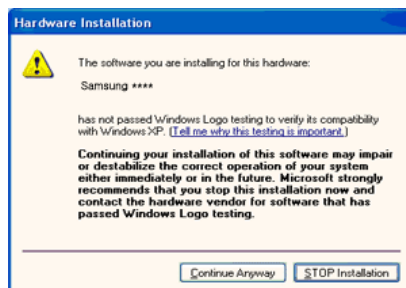 Hardware Installation
The software you are installing for this hardware:
Samsung ****
has not passed Windows Logo testing to verify its compatibility
with Windows XP. (Tell me why this testing is important.)
Continuing your installation of this software may impair
or destabilize the correct operation of your system
either immediately or in the future. Microsoft strongly
recommends that you stop this installation now and
contact the hardware vendor for software that has
passed Windows Logo testing.
Continue Anyway
STOP Installation